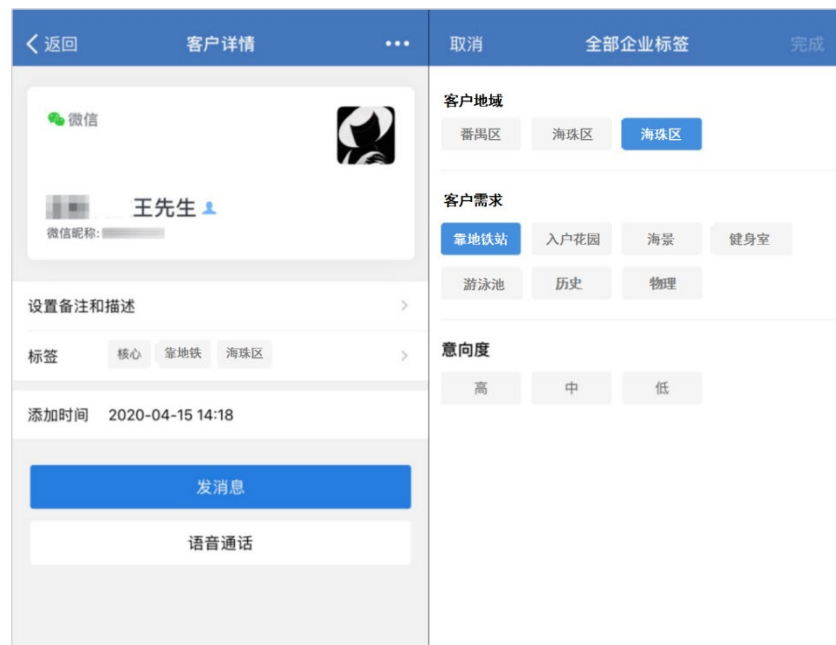 返回
客户详情
微信
王先生
微信昵称:
设置备注和描述
标签 核心 靠地铁 海珠区
添加时间 2020-04-15 14:18
发消息
语音通话
取消
全部企业标签
完成
客户地域
番禺区 海珠区 海珠区
客户需求
靠地铁站 入户花园 海景 健身室
游泳池 历史 物理
意向度
高 中 低